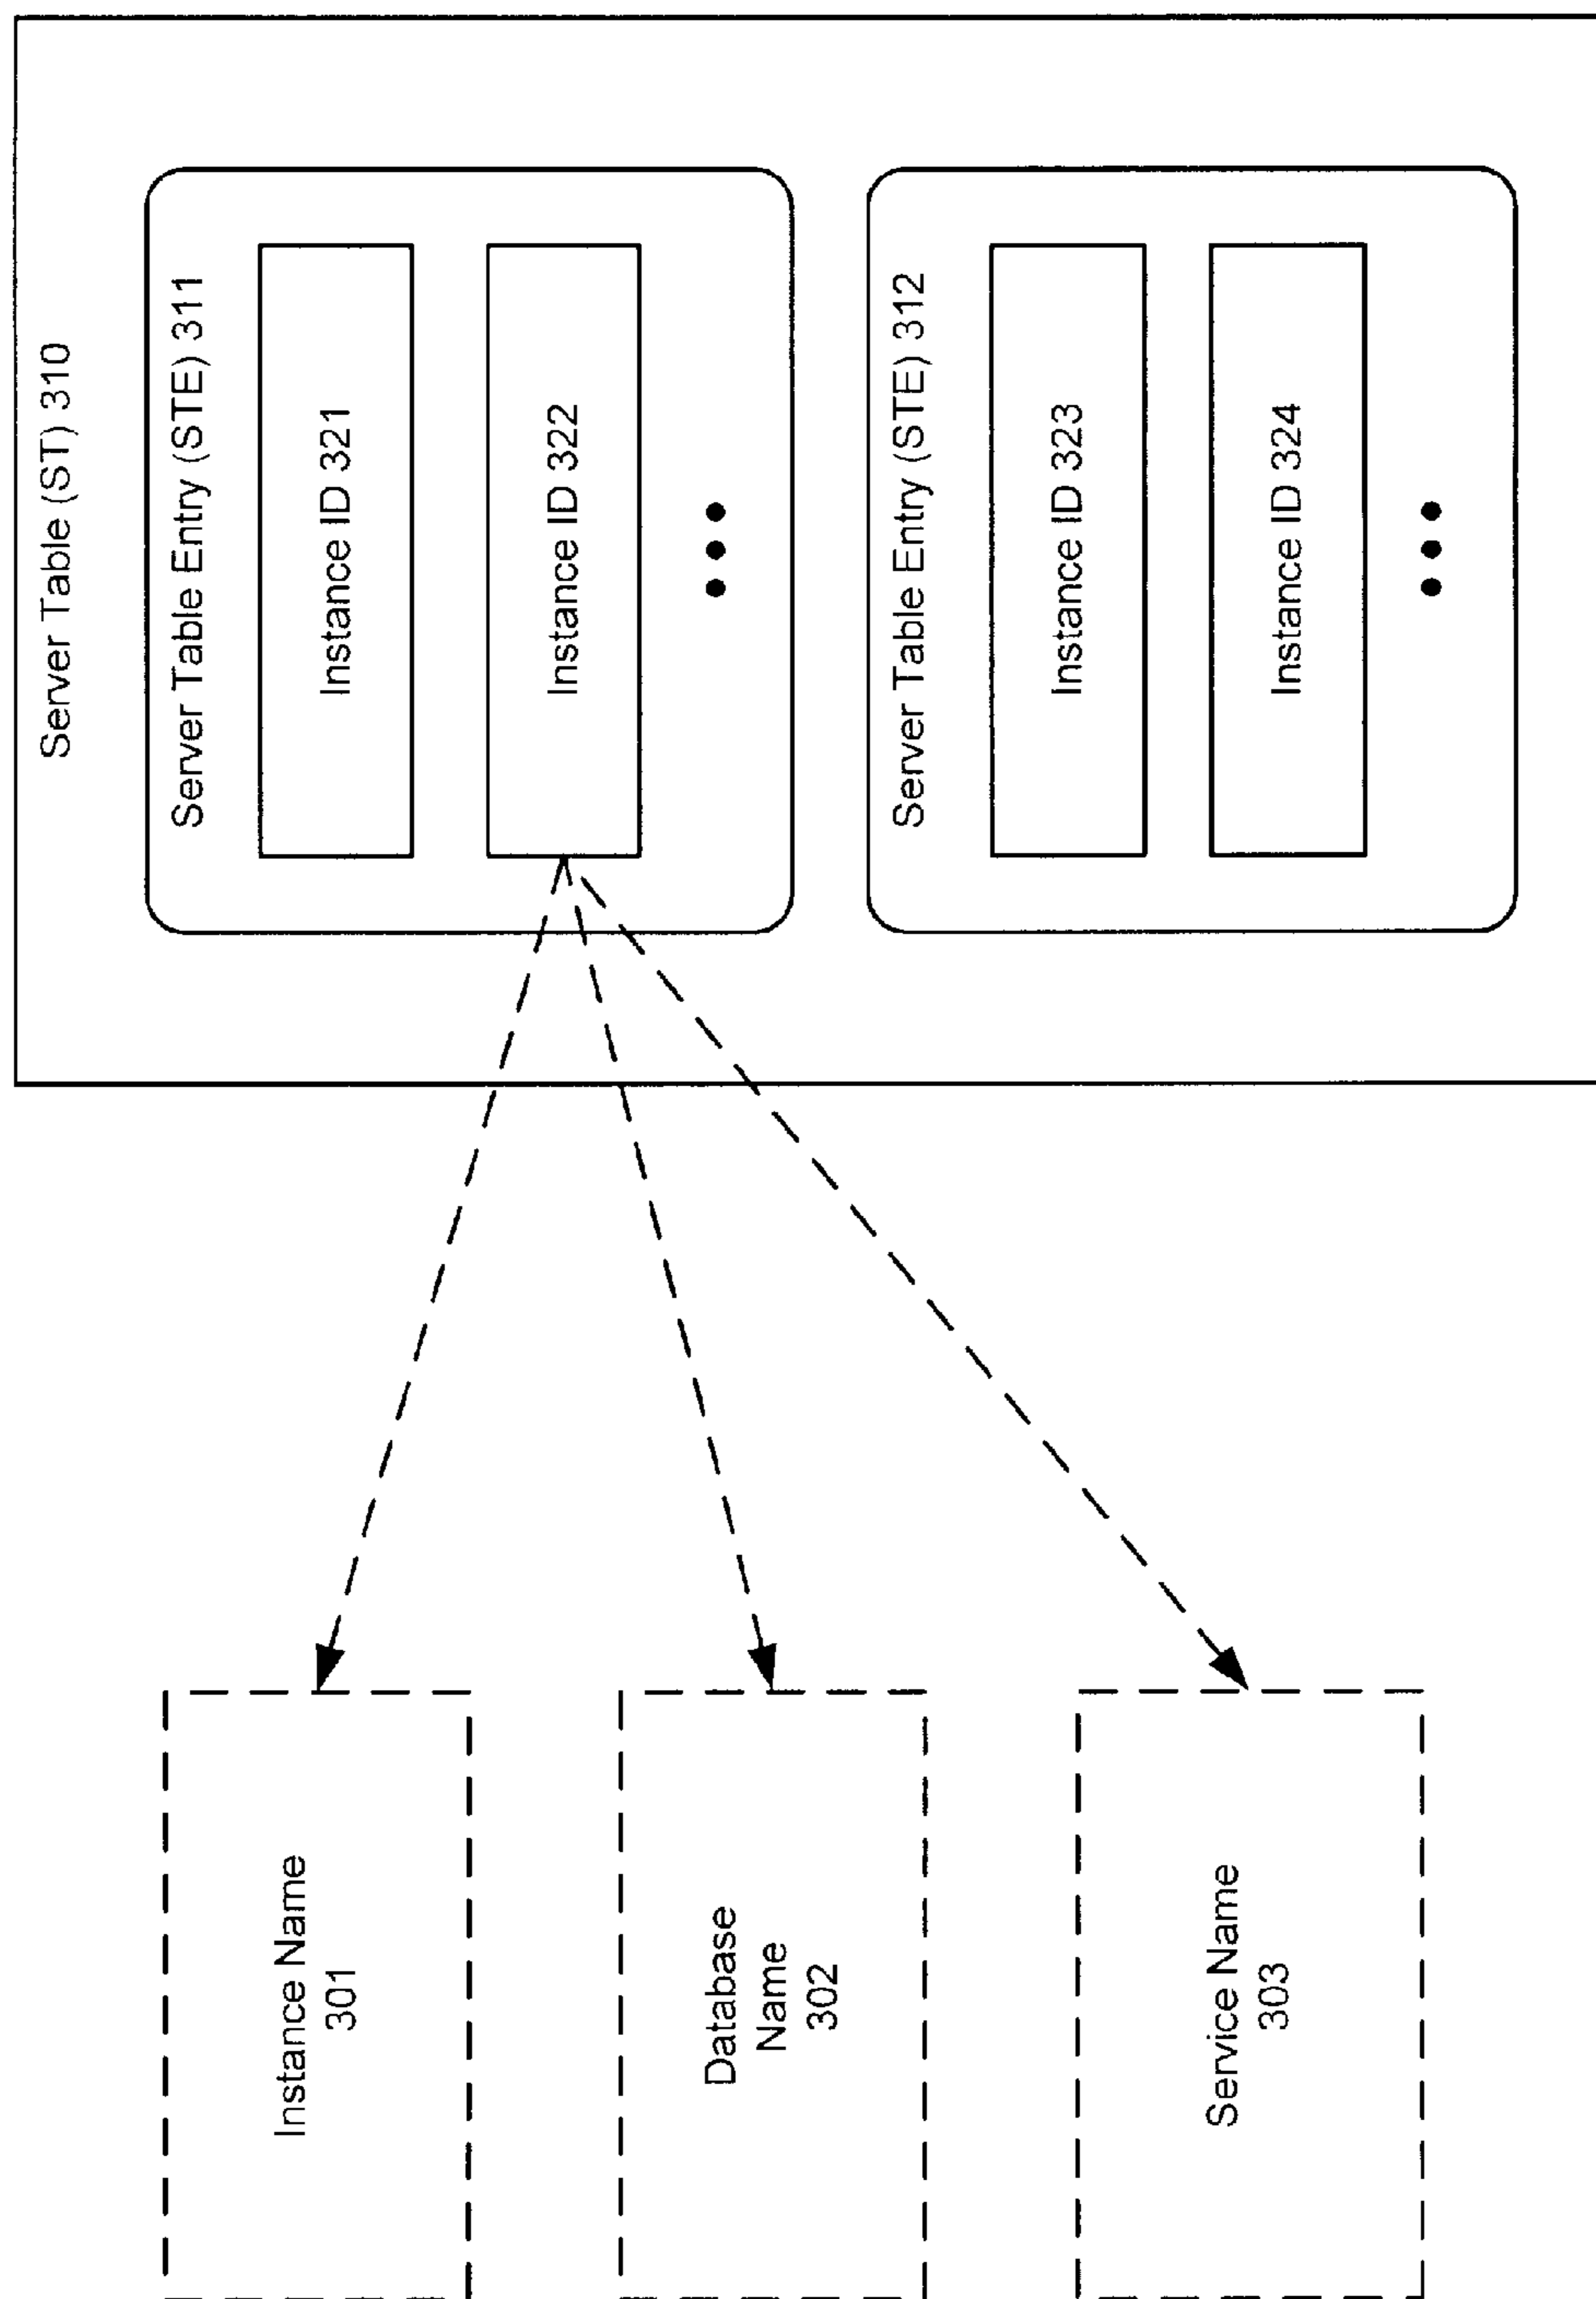 Server Table (ST) 310
Server Table Entry (STE) 311
Instance ID 321
Instance ID 322
Server Table Entry (STE) 312
Instance ID 323
Instance ID 324
Instance Name
301
Database
Name
302
Service Name
303